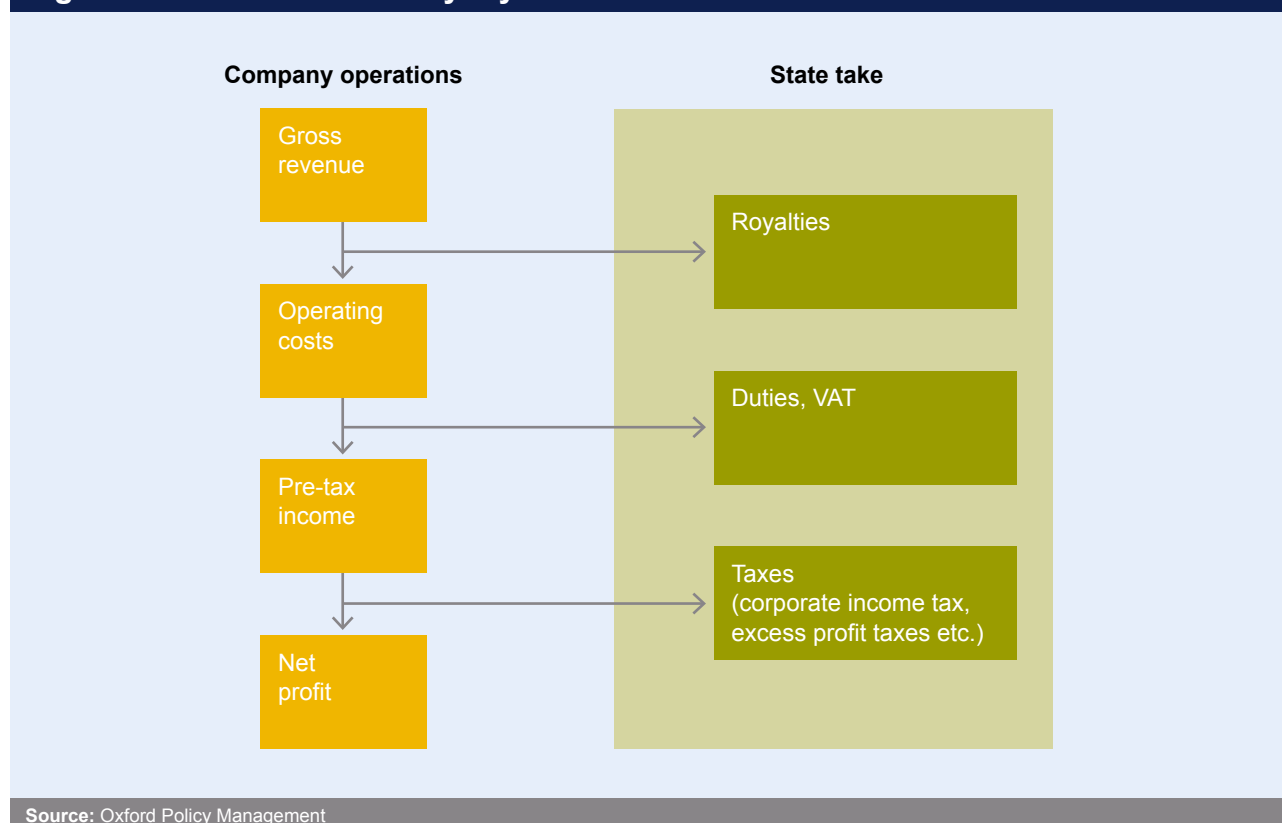 Company operations
State take
Gross
revenue
Royalties
Operating
costs
Duties, VAT
Pre-tax
income
Taxes
(corporate income tax,
excess profit taxes etc.)
Net
profit
Source: Oxford Policy Management